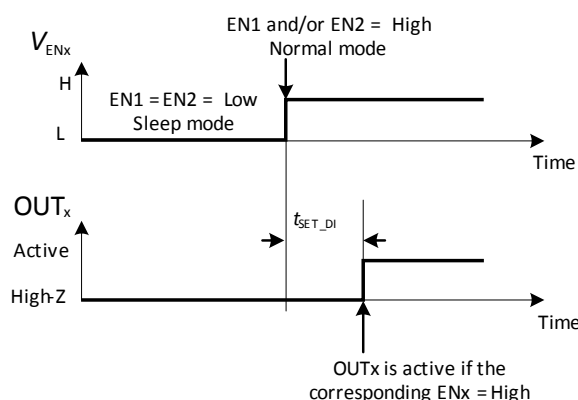 EN1 and/or EN2 = High
Normal mode
VENx
H
EN1 = EN2 = Low
Sleep mode
L
Time
OUTx
tSET_DI
Active
High-Z
Time
OUTx is active if the
corresponding ENx = High